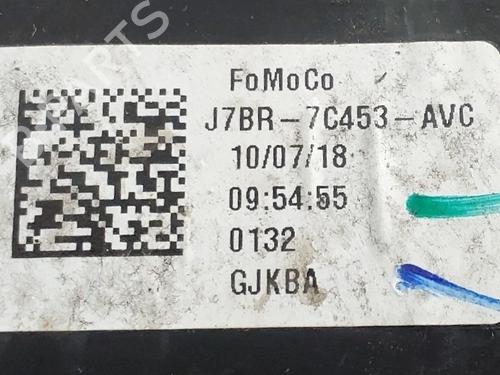 FoMoCo
J7BR-7C453-AVC
10/07/18
09:54:55
0132
GJKBA